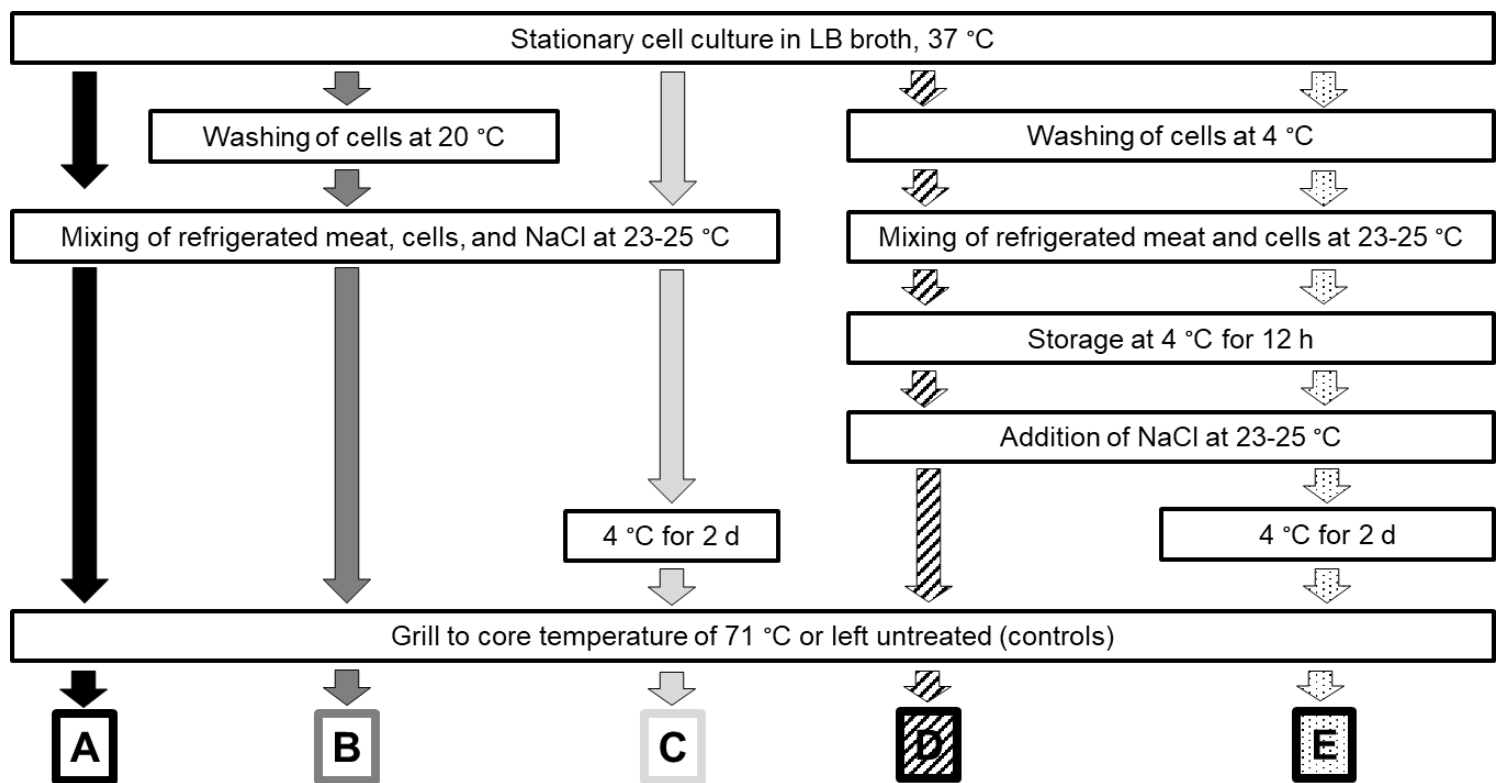 Stationary cell culture in LB broth, 37 °C
Washing of cells at 20 °C
Washing of cells at 4 °C
Mixing of refrigerated meat, cells, and NaCl at 23-25 °C
Mixing of refrigerated meat and cells at 23-25 °C
Storage at 4 °C for 12 h
Addition of NaCl at 23-25 °C
4 °C for 2 d
4 °C for 2 d
Grill to core temperature of 71 °C or left untreated (controls)
A
B
C
D
E